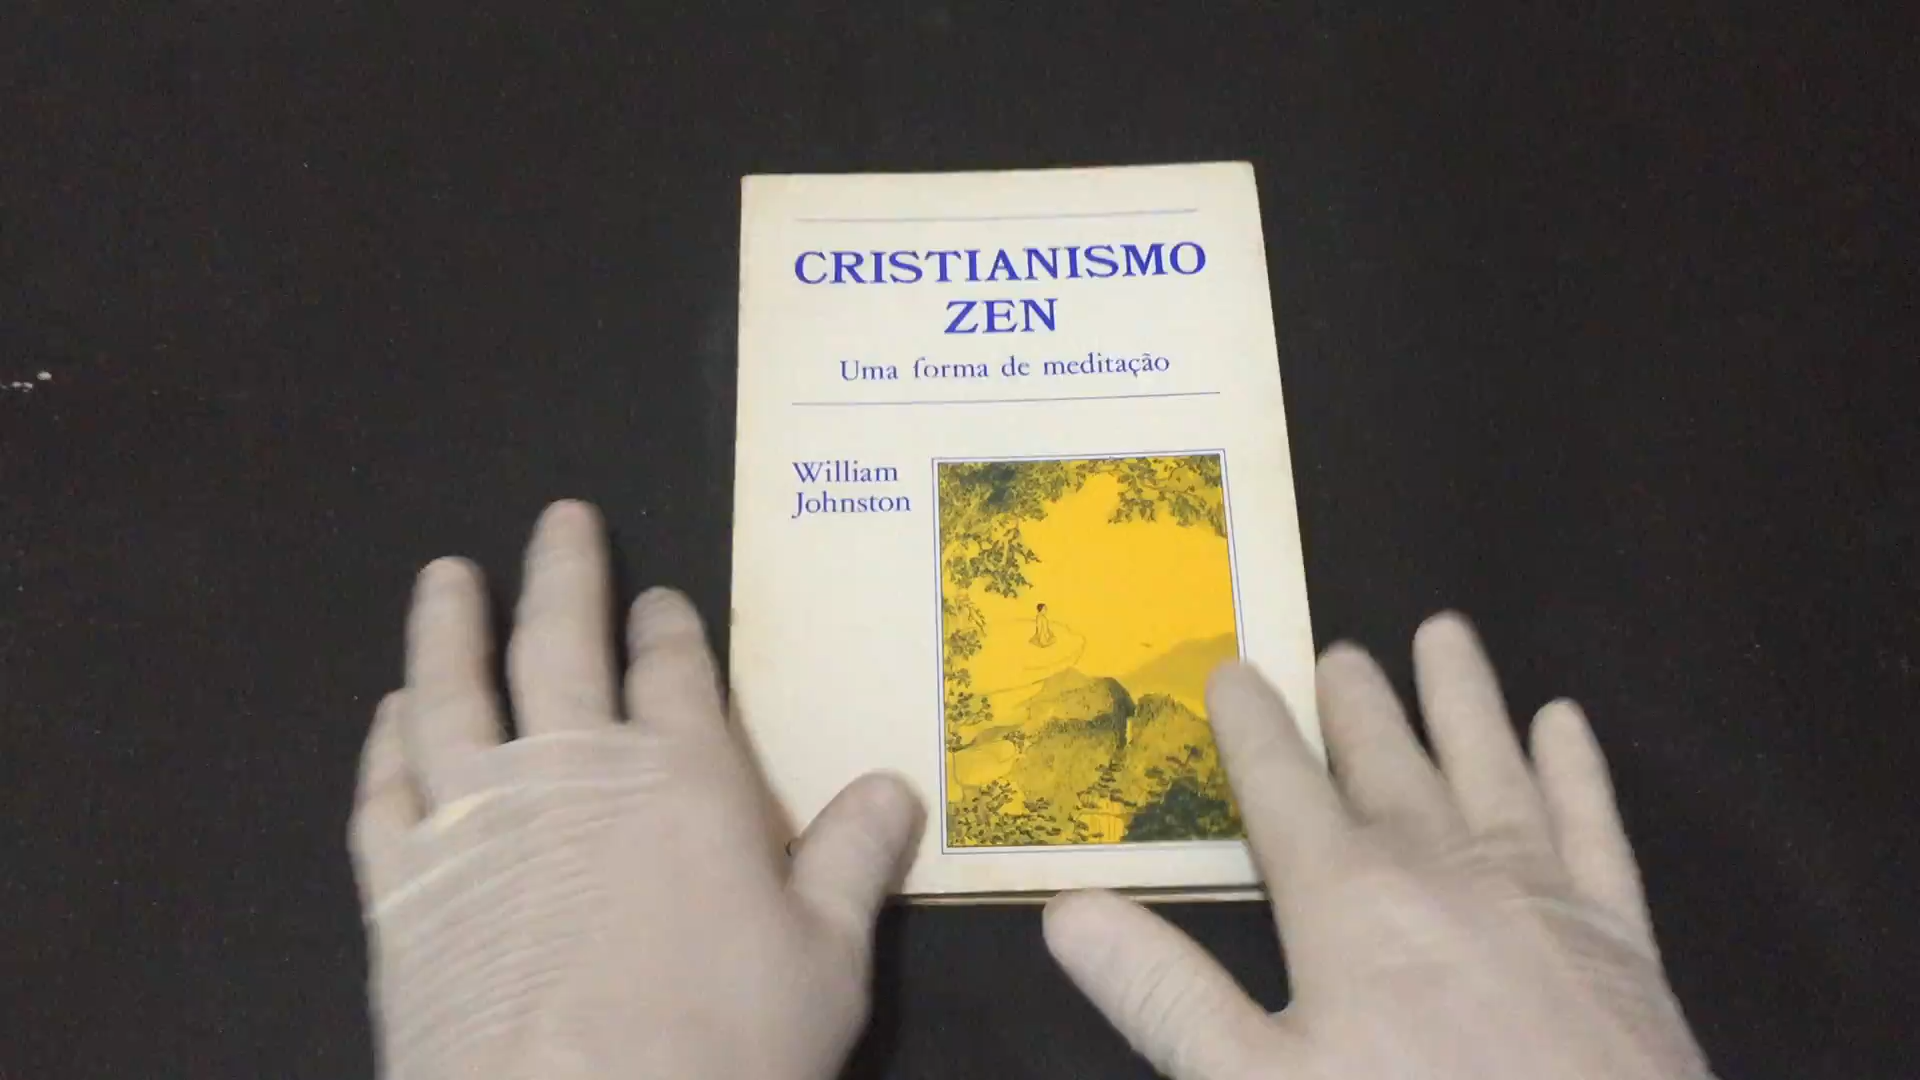 CRISTIANISMO
ZEN
Uma forma de meditação
William
Johnston